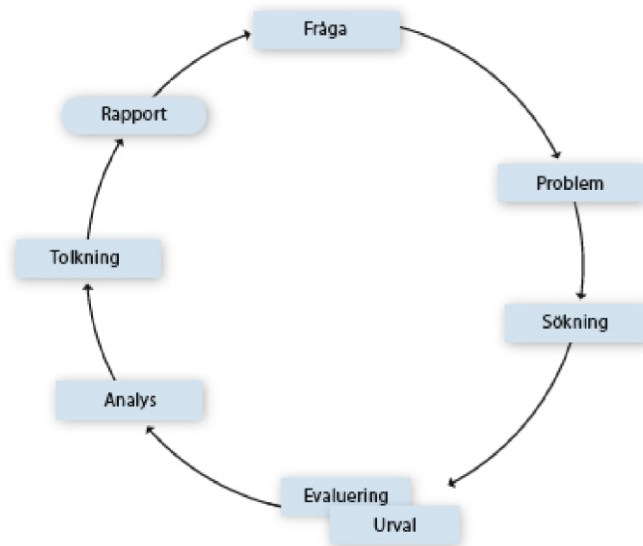 Fråga
Problem
Sökning
Evaluering
Urval
Analys
Tolkning
Rapport